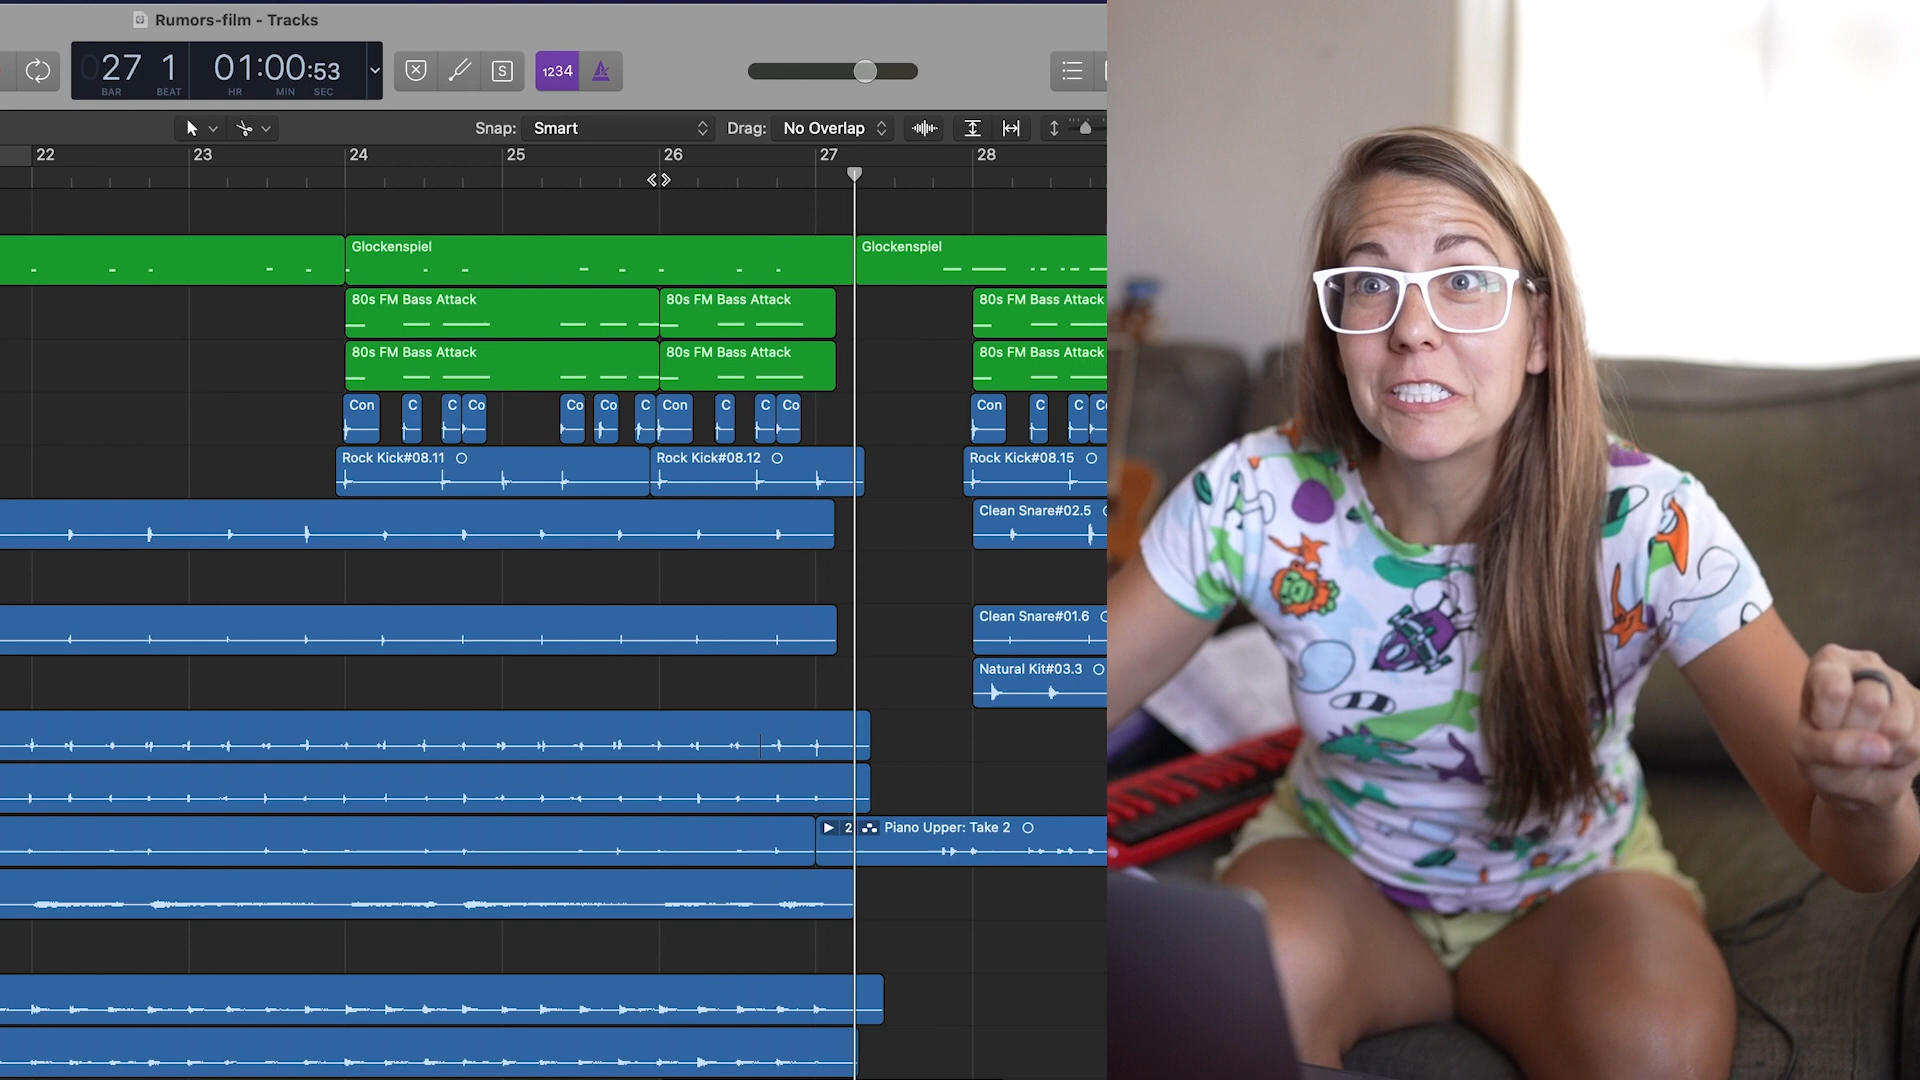 Rumors-film - Tracks
027 1 01:00:53
BAR BEAT HR MIN SEC
S
1234
Snap: Smart Drag: No Overlap
22 23 24 25 26 27 28
Glockenspiel Glockenspiel
80s FM Bass Attack 80s FM Bass Attack 80s FM Bass Attack
80s FM Bass Attack 80s FM Bass Attack 80s FM Bass Attack
Con C C Co Co Co C Con C C Co Con C C Co
Rock Kick#08.11 Rock Kick#08.12 Rock Kick#08.15
Clean Snare#02.5
Clean Snare#01.6
Natural Kit#03.3
2 Piano Upper: Take 2